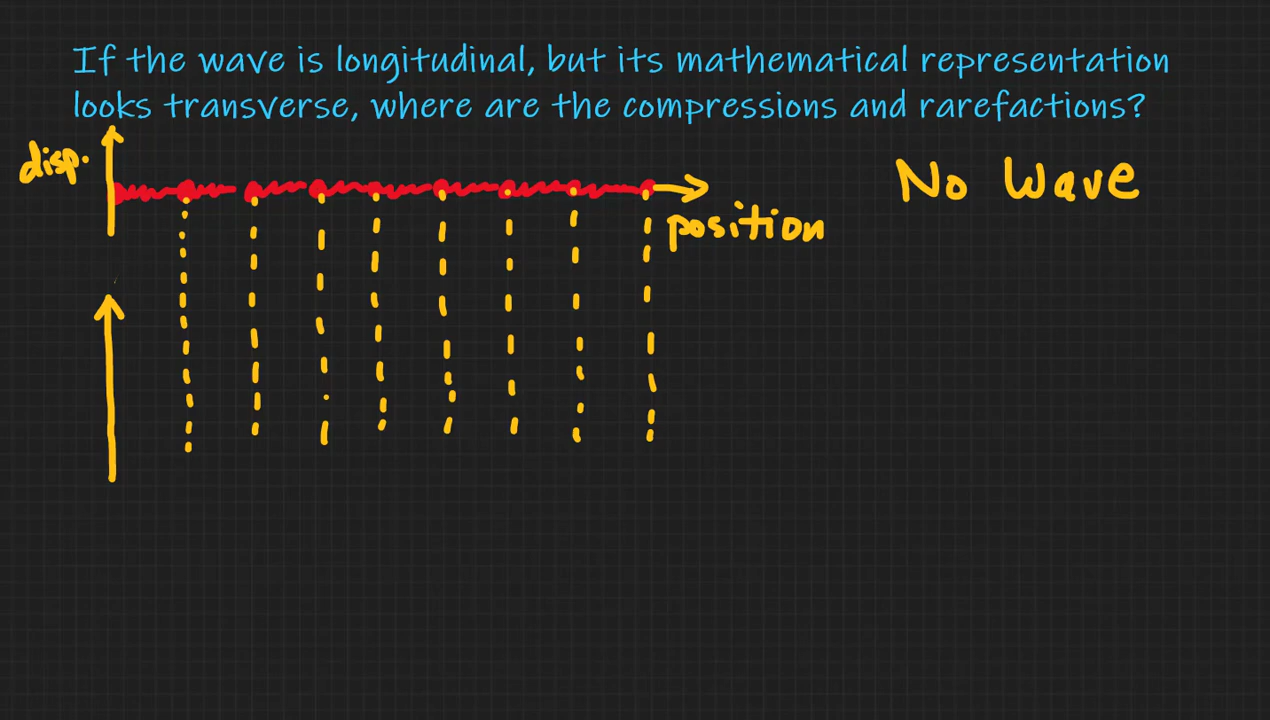 If the wave is longitudinal, but its mathematical representation
looks transverse, where are the compressions and rarefactions?
disp.
No Wave
position